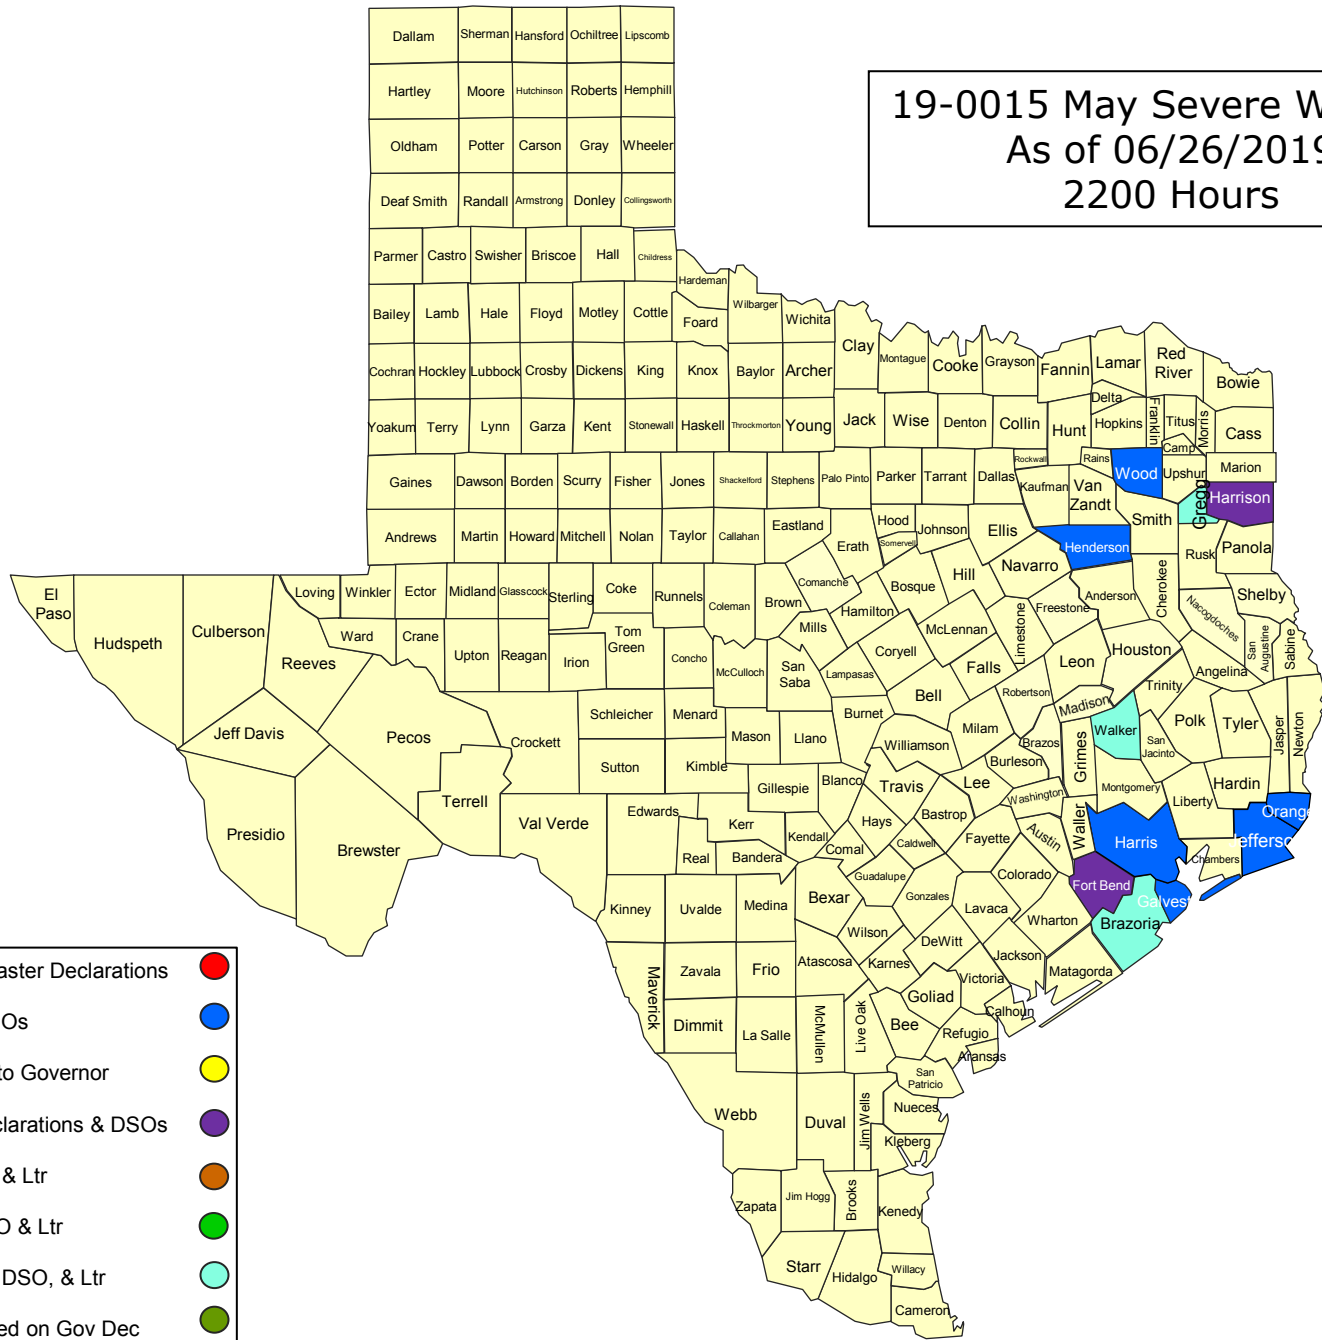 Dallam Sherman Hansford Ochiltree Lipscomb
Hartley Moore Hutchinson Roberts Hemphill
19-0015 May Severe W
As of 06/26/2019
2200 Hours
Oldham Potter Carson Gray Wheeler
Deaf Smith Randall Armstrong Donley Collingsworth
Parmer Castro Swisher Briscoe Hall Childress
Hardeman
Wilbarger
Bailey Lamb Hale Floyd Motley Cottle Foard Wichita
Clay Montague Cooke Grayson Fannin Lamar Red
River
Bowie
Cochran Hockley Lubbock Crosby Dickens King Knox Baylor Archer
Delta
Yoakum Terry Lynn Garza Kent Stonewall Haskell Throckmorton Young Jack Wise Denton Collin Hunt Hopkins Franklin Titus Morris Cass
Camp
Rockwall Rains Wood Upshur Marion
Gaines Dawson Borden Scurry Fisher Jones Shackelford Stephens Palo Pinto Parker Tarrant Dallas Kaufman Van
Zandt
Gregg Harrison
Smith
Andrews Martin Howard Mitchell Nolan Taylor Callahan Eastland Erath Hood Somervell Johnson Ellis Henderson Rusk Panola
Navarro
Comanche Bosque Hill
El
Paso
Hudspeth Culberson Loving Winkler Ector Midland Glasscock Sterling Coke Runnels Coleman Brown Hamilton Limestone Freestone Anderson Cherokee Nacogdoches Shelby
San
Augustine
Sabine
Reeves Ward Crane Upton Reagan Irion Tom
Green
Concho McCulloch San
Saba
Mills Lampasas Coryell McLennan Falls Leon Houston Angelina
Trinity
Bell Robertson Madison
Jeff Davis Pecos Crockett Schleicher Menard Mason Llano Burnet Milam Walker Polk Tyler Jasper Newton
San
Jacinto
Williamson Brazos Grimes
Sutton Kimble Burleson
Gillespie Blanco Travis Lee Washington Montgomery Liberty Hardin
Presidio Brewster Terrell Val Verde Edwards Kerr Kendall Hays Bastrop Caldwell Fayette Austin Waller Harris Orange
Jefferso
Chambers
Real Bandera Comal
Guadalupe Gonzales Colorado Fort Bend
Galvest
Kinney Uvalde Medina Bexar Lavaca Wharton Brazoria
Wilson DeWitt
Maverick Zavala Frio Atascosa Karnes Jackson Matagorda
Victoria
Goliad
Dimmit La Salle McMullen Live Oak Bee Refugio Calhoun
Aransas
San
Patricio
Webb Duval Jim Wells Nueces
Kleberg
Zapata Jim Hogg Brooks Kenedy
Starr Hidalgo Willacy
Cameron
aster Declarations
Os
to Governor
clarations & DSOs
& Ltr
O & Ltr
DSO, & Ltr
ed on Gov Dec